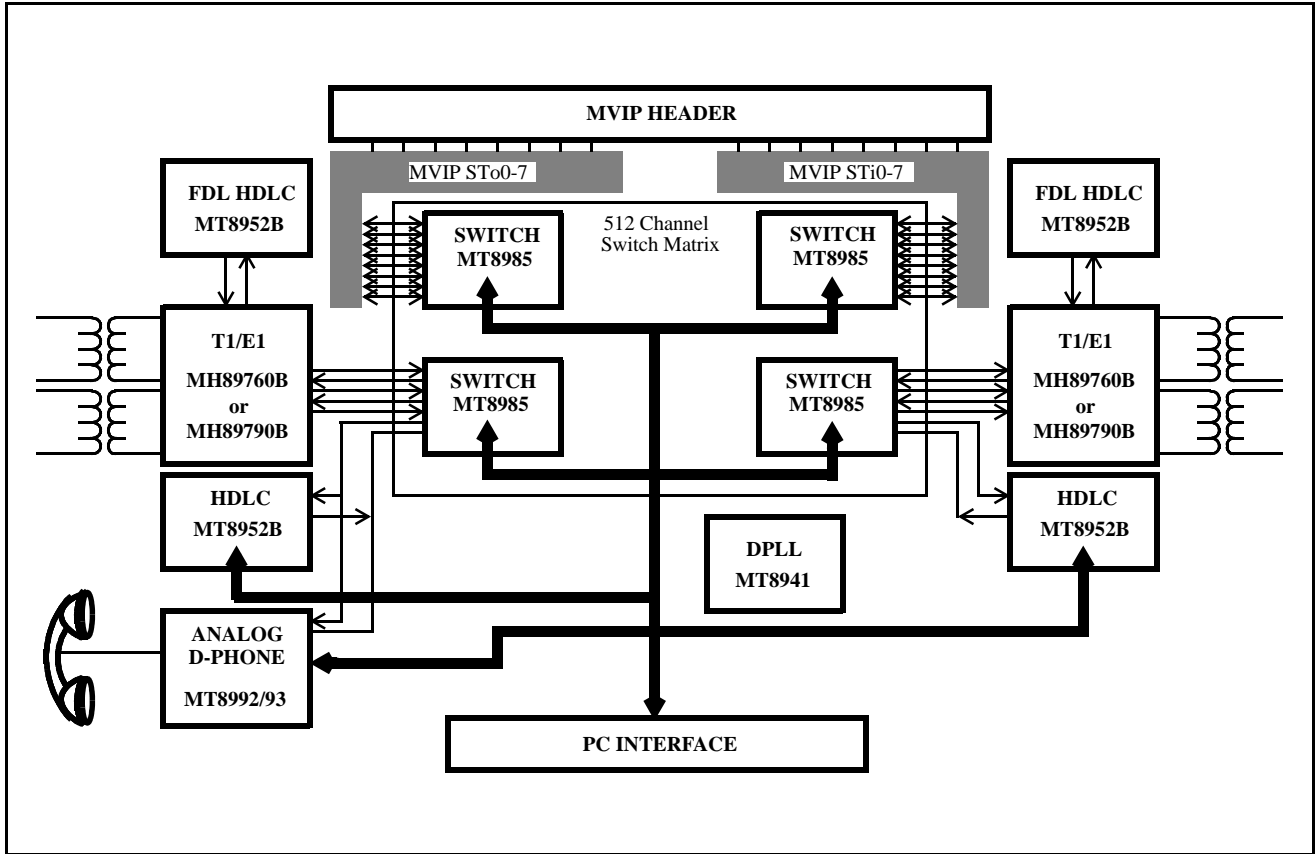 MVIP HEADER
MVIP STo0-7
MVIP STi0-7
FDL HDLC
MT8952B
512 Channel
Switch Matrix
SWITCH
MT8985
SWITCH
MT8985
FDL HDLC
MT8952B
T1/E1
MH89760B
or
MH89790B
SWITCH
MT8985
SWITCH
MT8985
T1/E1
MH89760B
or
MH89790B
HDLC
MT8952B
DPLL
MT8941
HDLC
MT8952B
ANALOG
D-PHONE
MT8992/93
PC INTERFACE